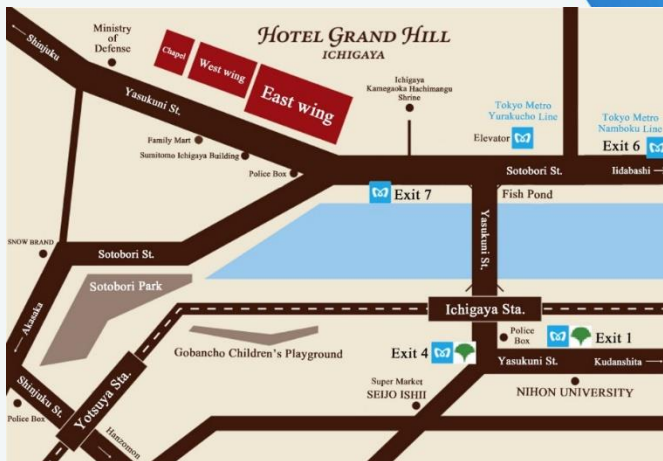 HOTEL GRAND HILL
ICHIGAYA
Shinjuku
Ministry
of
Defense
Chapel
West wing
East wing
Yasukuni St.
Ichigaya
Kamegaoka Hachimangu
Shrine
Tokyo Metro
Yurakucho Line
Elevator
Tokyo Metro
Namboku Line
Exit 6
Family Mart
Sumitomo Ichigaya Building
Police Box
Sotobori St.
Iidabashi
Exit 7
Fish Pond
Yasukuni St.
SNOW BRAND
Sotobori St.
Sotobori Park
Akasaka
Ichigaya Sta.
Gobancho Children's Playground
Police
Box
Exit 1
Exit 4
Yasukuni St.
Kudanshita
Super Market
SEIJO ISHII
NIHON UNIVERSITY
Shinjuku St.
Yotsuya Sta.
Police Box
Hanzomon